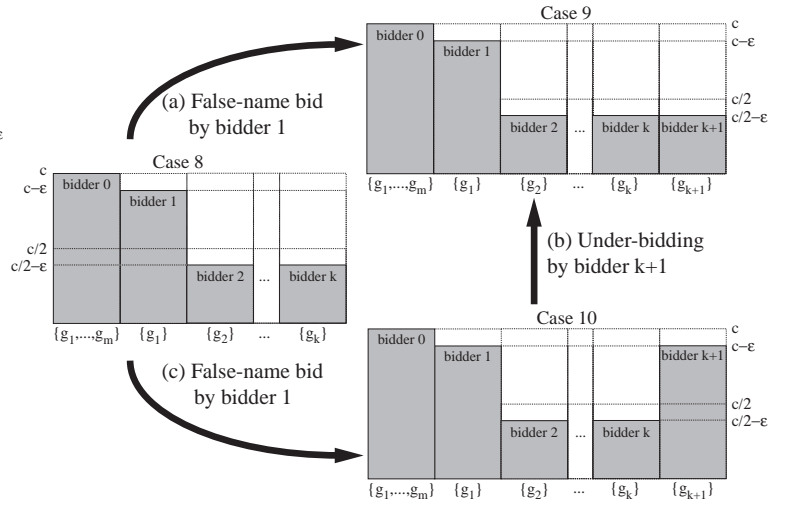 Case 9
bidder 0
bidder 1
bidder 2
...
bidder k
bidder k+1
c
c−ε
c/2
c/2−ε
{g1,...,gm} {g1} {g2} ... {gk} {gk+1}
(a) False-name bid
by bidder 1
ε
Case 8
c
c−ε
c/2
c/2−ε
bidder 0
bidder 1
bidder 2
...
bidder k
{g1,...,gm} {g1} {g2} ... {gk}
(b) Under-bidding
by bidder k+1
(c) False-name bid
by bidder 1
Case 10
bidder 0
bidder 1
bidder 2
...
bidder k
bidder k+1
c
c−ε
c/2
c/2−ε
{g1,...,gm} {g1} {g2} ... {gk} {gk+1}